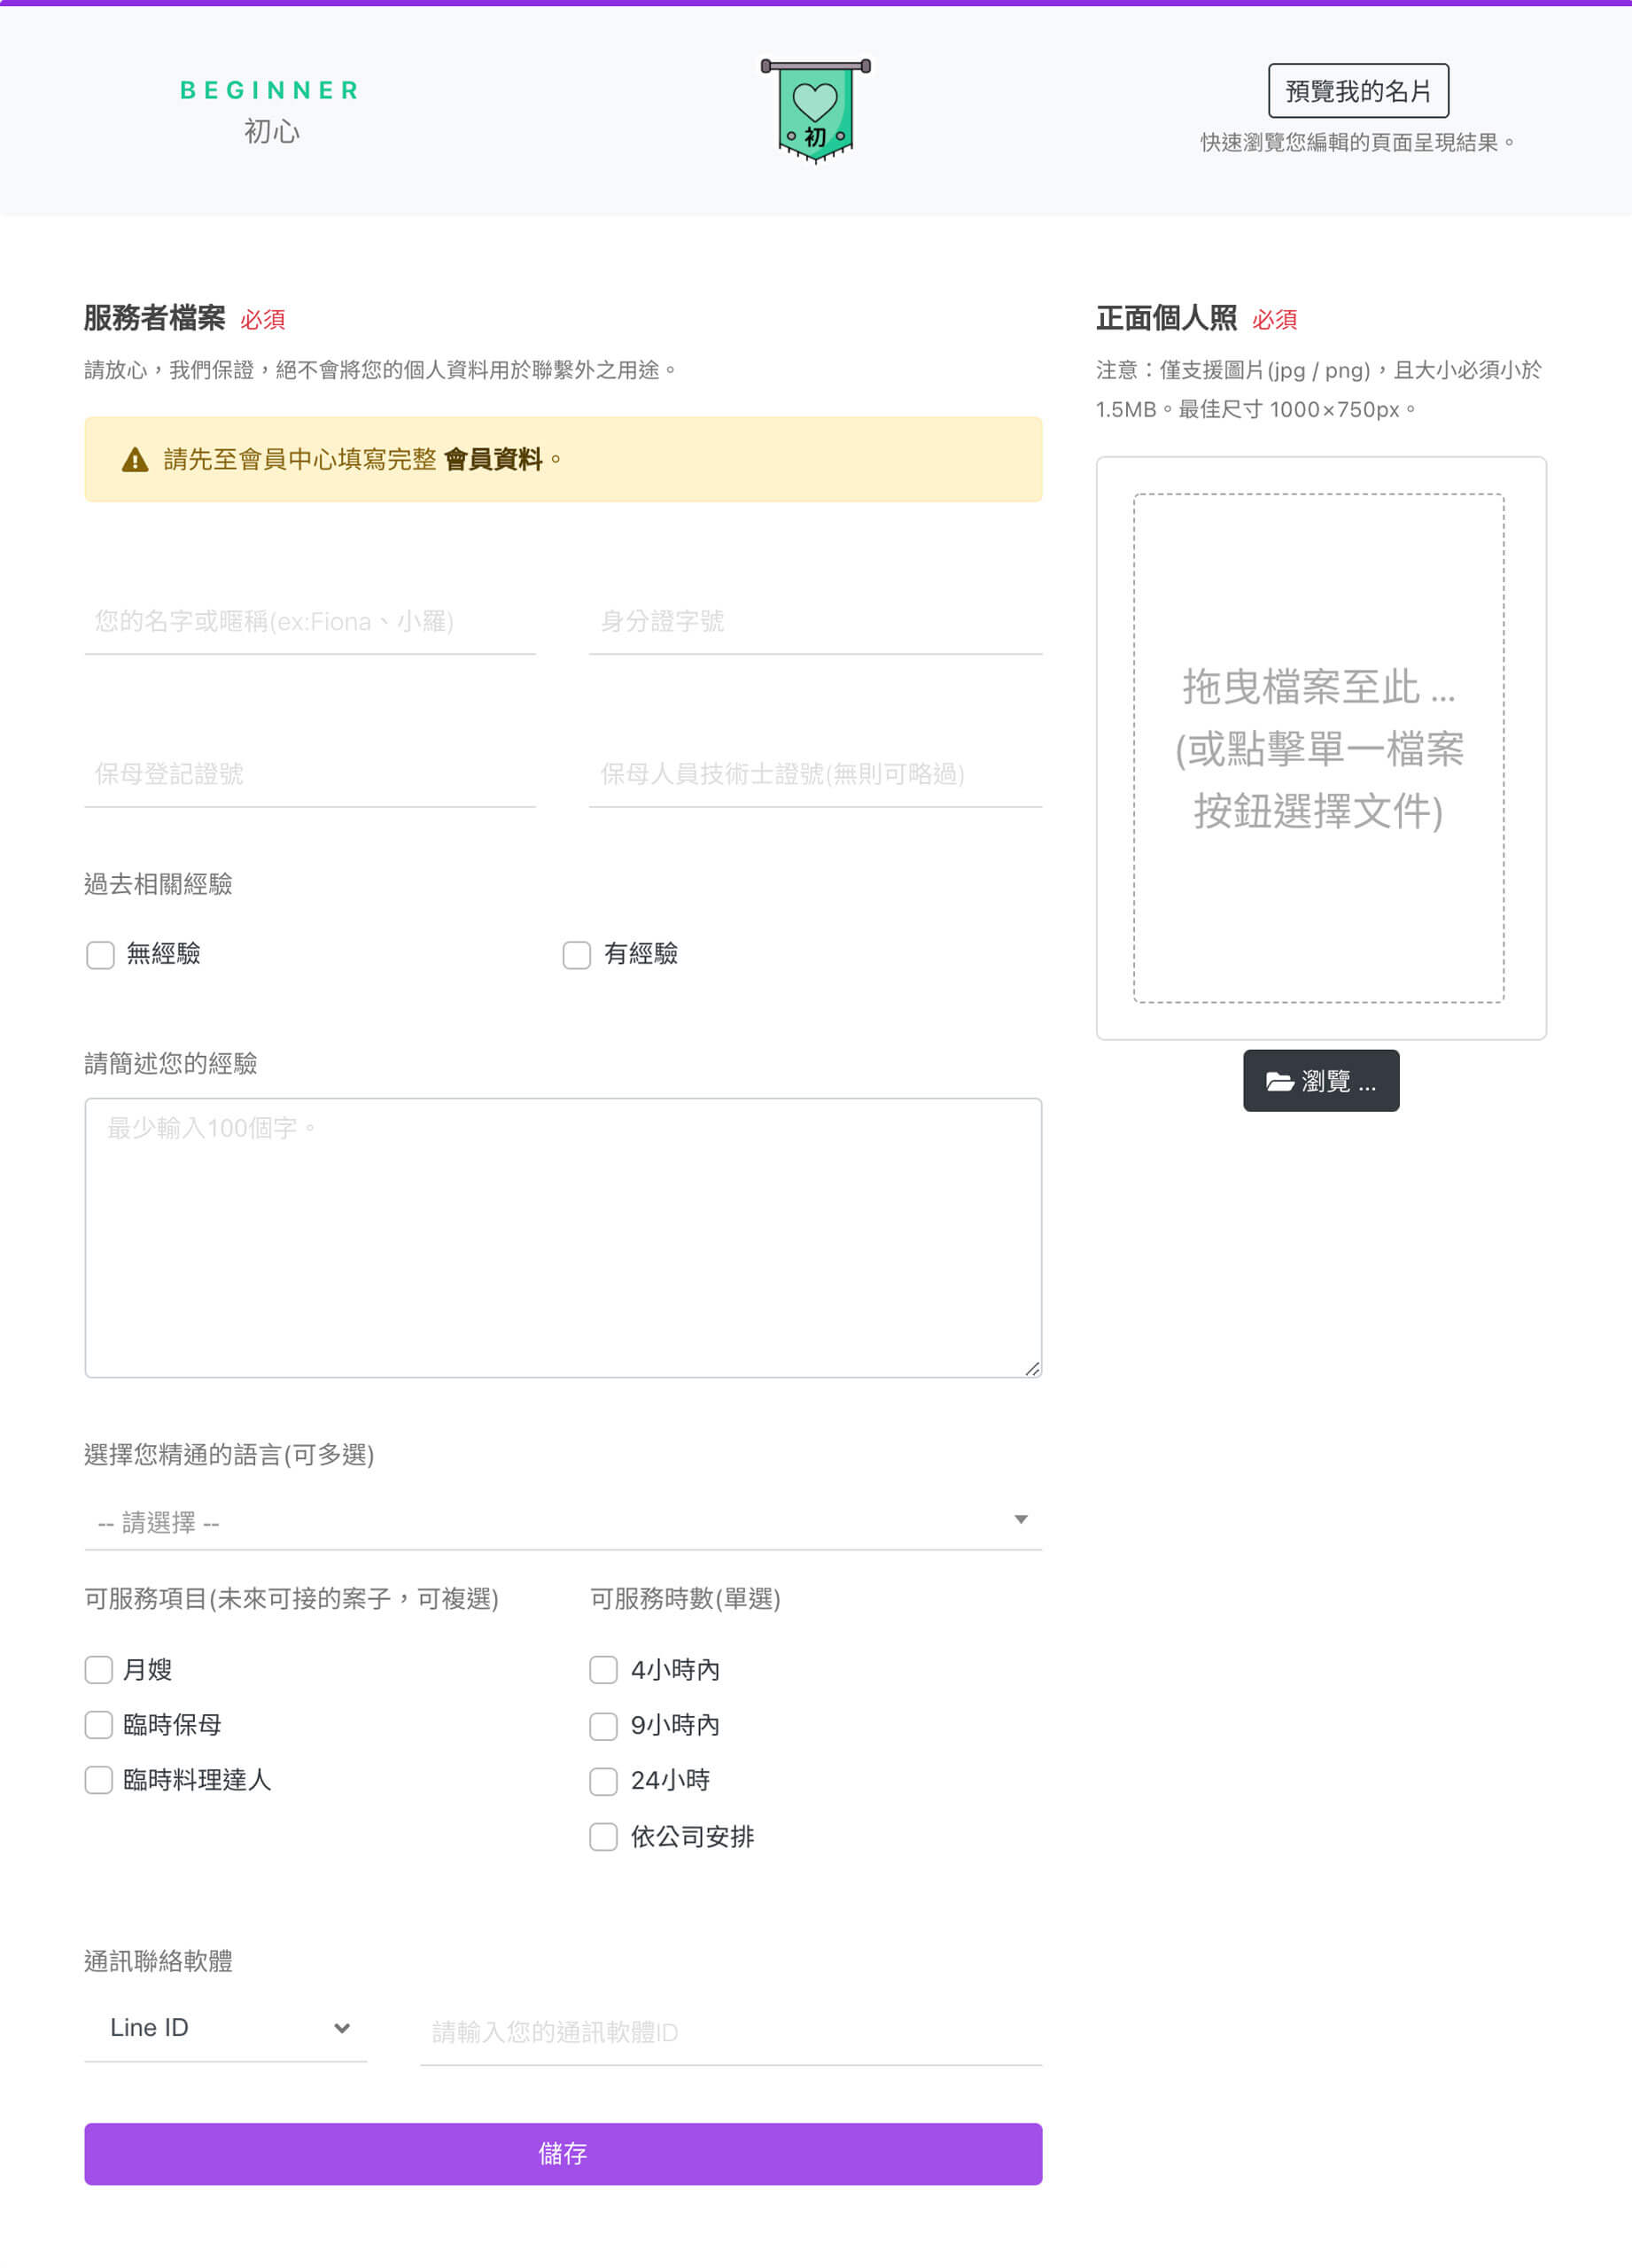 BEGINNER
初心
初
預覽我的名片
快速瀏覽您編輯的頁面呈現結果。
服務者檔案 必須
請放心，我們保證，絕不會將您的個人資料用於聯繫外之用途。
請先至會員中心填寫完整 會員資料。
您的名字或暱稱(ex:Fiona、小羅)
身分證字號
保母登記證號
保母人員技術士證號(無則可略過)
過去相關經驗
無經驗
有經驗
請簡述您的經驗
最少輸入100個字。
選擇您精通的語言(可多選)
-- 請選擇 --
可服務項目(未來可接的案子，可複選)
月嫂
臨時保母
臨時料理達人
可服務時數(單選)
4小時內
9小時內
24小時
依公司安排
通訊聯絡軟體
Line ID
請輸入您的通訊軟體ID
儲存
正面個人照 必須
注意：僅支援圖片(jpg / png)，且大小必須小於
1.5MB。最佳尺寸 1000×750px。
拖曳檔案至此 ...
(或點擊單一檔案
按鈕選擇文件)
瀏覽 ...